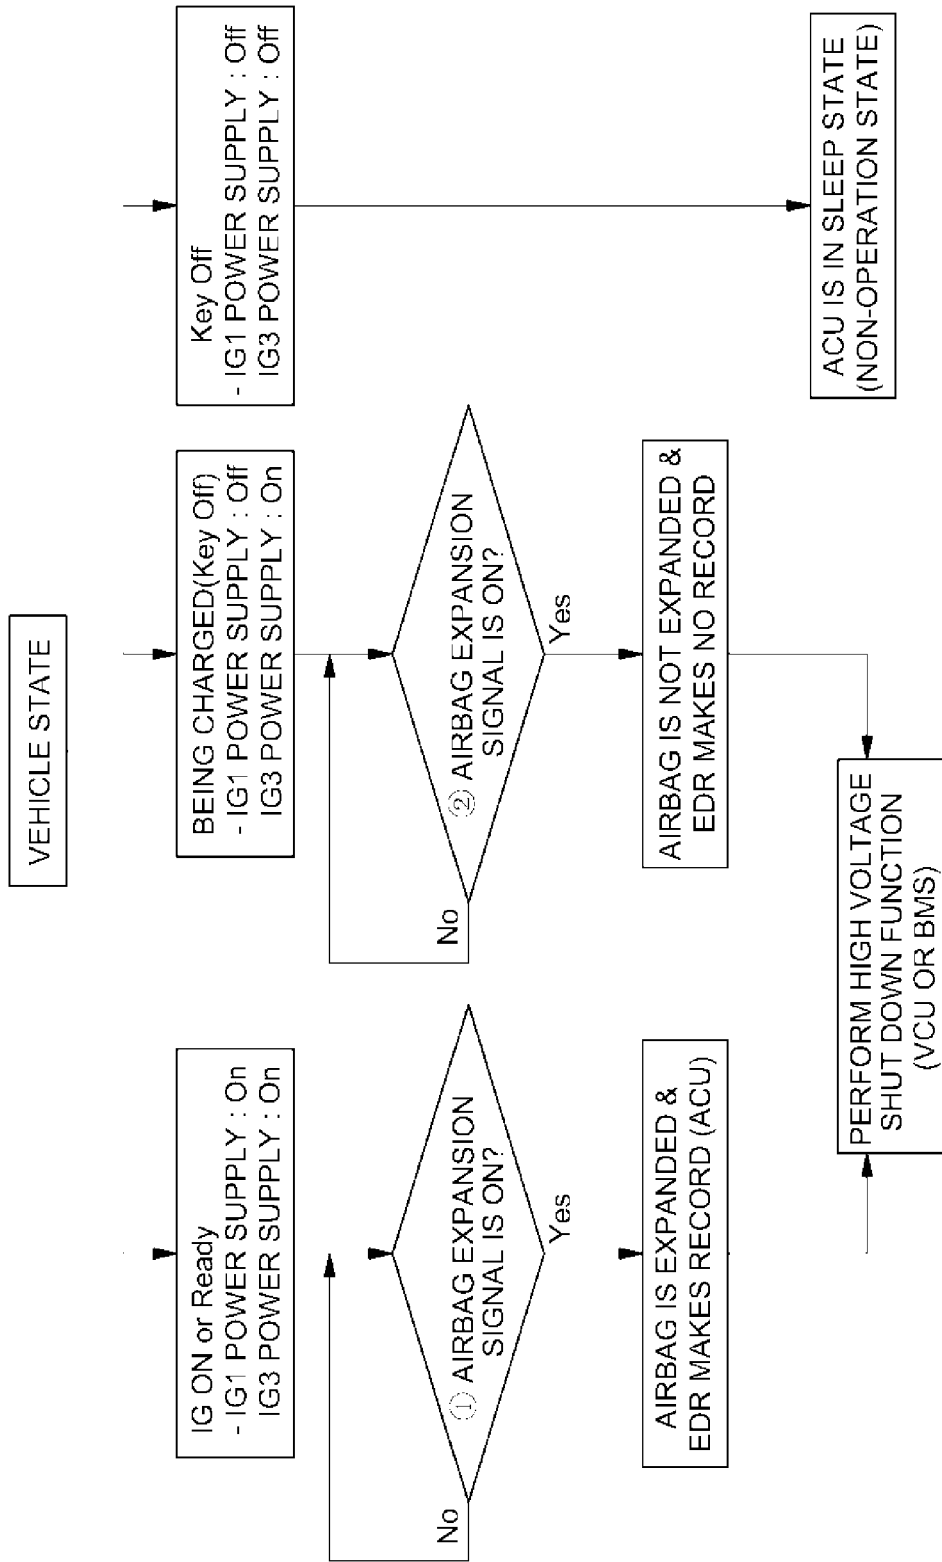 VEHICLE STATE
IG ON or Ready
- IG1 POWER SUPPLY : On
IG3 POWER SUPPLY : On
BEING CHARGED(Key Off)
- IG1 POWER SUPPLY : Off
IG3 POWER SUPPLY : On
Key Off
- IG1 POWER SUPPLY : Off
IG3 POWER SUPPLY : Off
No
① AIRBAG EXPANSION
SIGNAL IS ON?
Yes
No
② AIRBAG EXPANSION
SIGNAL IS ON?
Yes
AIRBAG IS EXPANDED &
EDR MAKES RECORD (ACU)
AIRBAG IS NOT EXPANDED &
EDR MAKES NO RECORD
PERFORM HIGH VOLTAGE
SHUT DOWN FUNCTION
(VCU OR BMS)
ACU IS IN SLEEP STATE
(NON-OPERATION STATE)